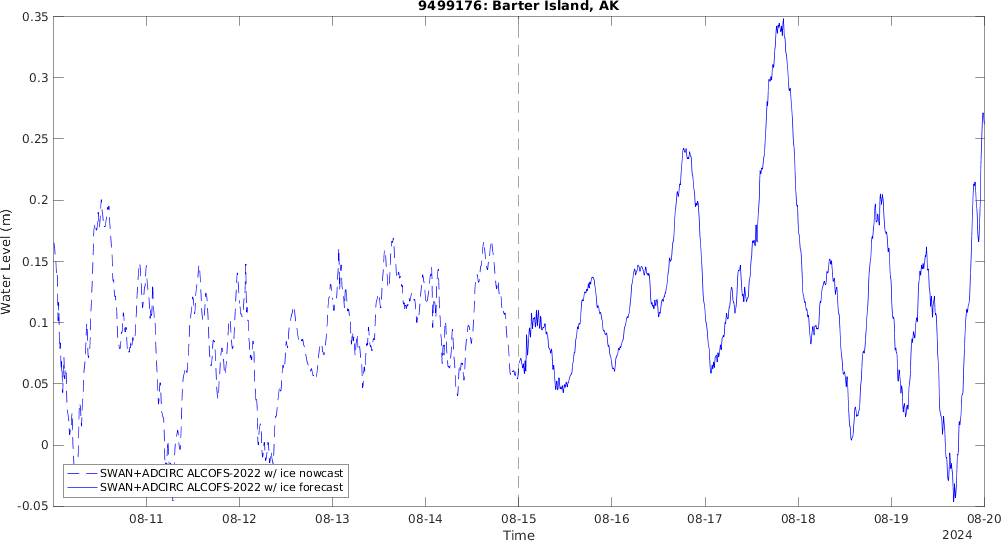 9499176: Barter Island, AK
0.35
0.3
0.25
0.2
0.15
0.1
0.05
0
-0.05
Water Level (m)
SWAN+ADCIRC ALCOFS-2022 w/ ice nowcast
SWAN+ADCIRC ALCOFS-2022 w/ ice forecast
08-11 08-12 08-13 08-14 08-15 08-16 08-17 08-18 08-19 08-20
Time
2024